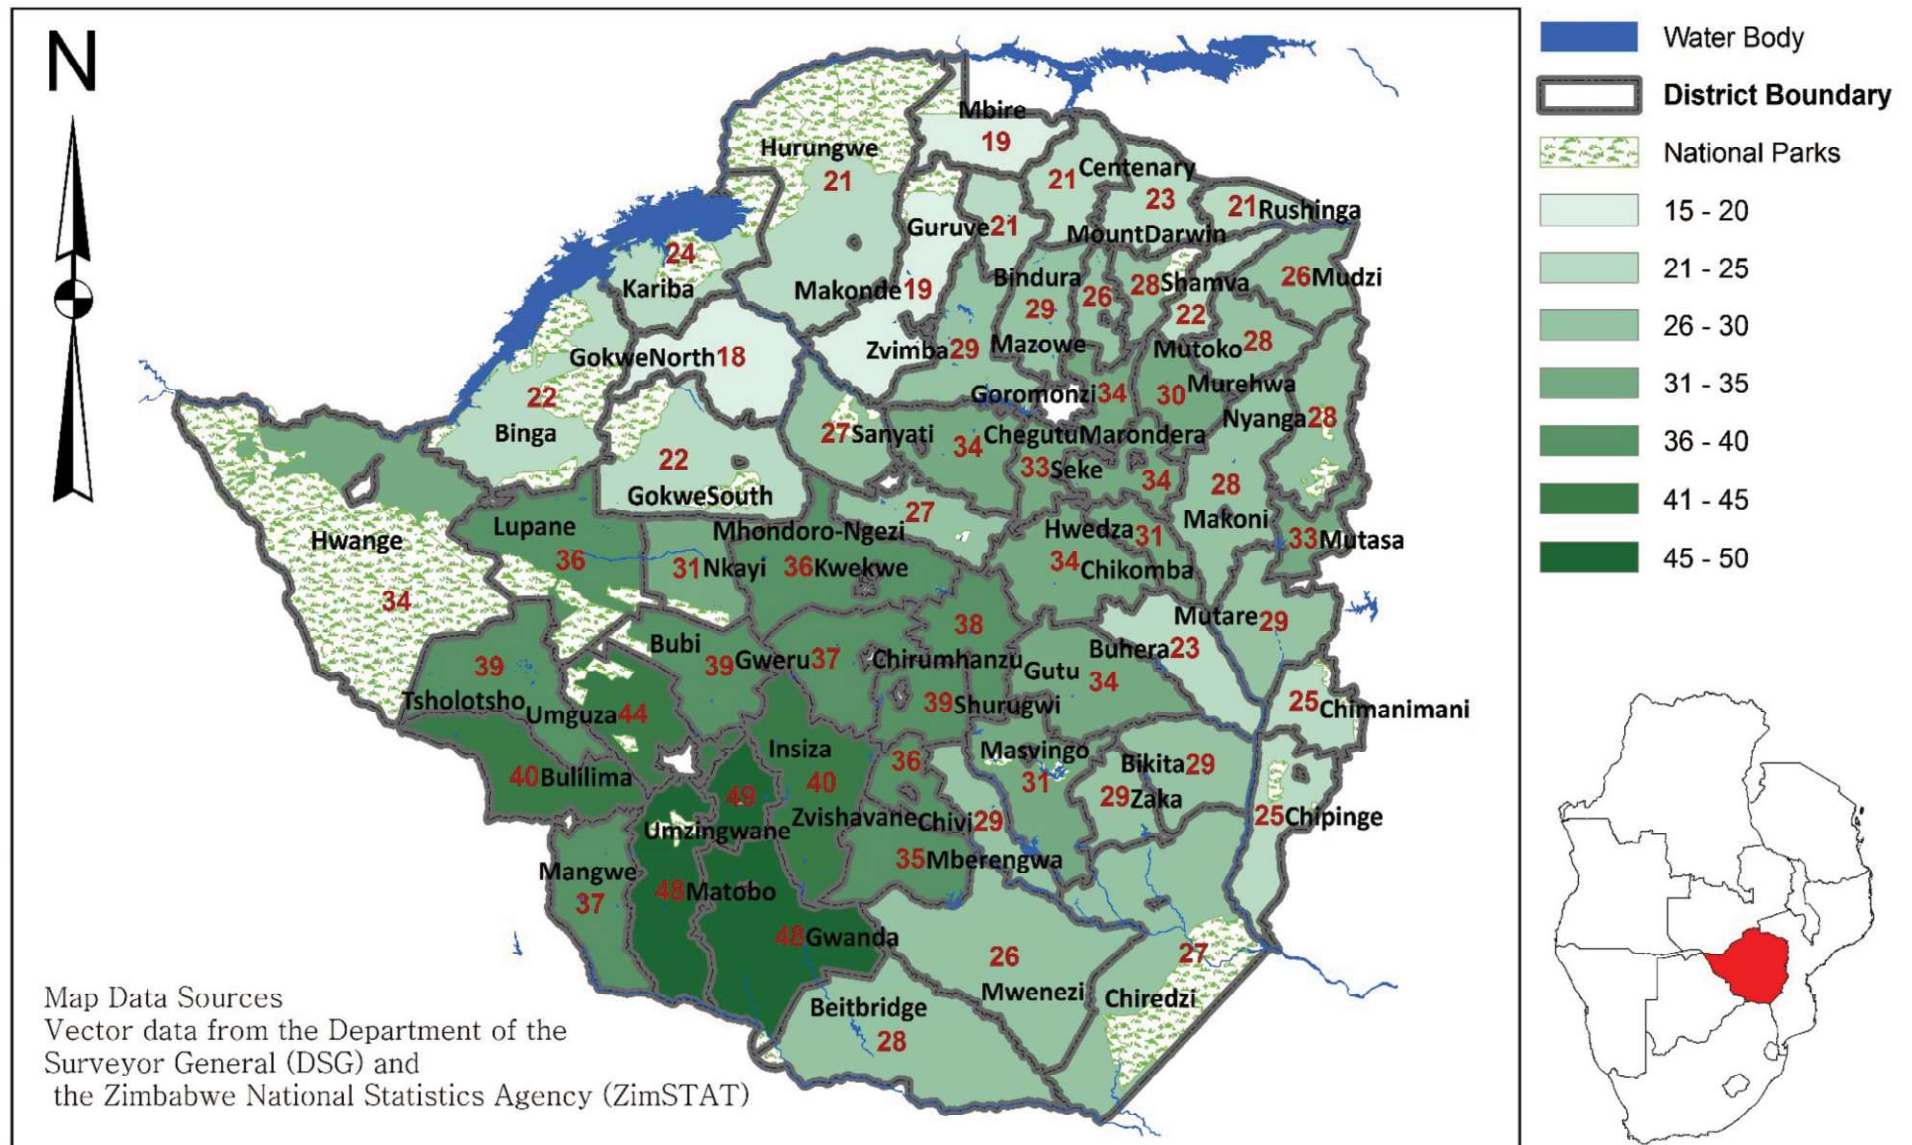 N
Water Body
District Boundary
National Parks
15 - 20
21 - 25
26 - 30
31 - 35
36 - 40
41 - 45
45 - 50
Mbire
19
Hurungwe
21
Centenary
21
23
21 Rushinga
Guruve 21
MountDarwin
24
Kariba
Makonde 19
Bindura
29
26
28 Shamva
22
26 Mudzi
GokweNorth 18
Zvimba 29
Mazowe
Mutoko 28
22
Binga
Goromonzi 34
30 Murehwa
Nyanga 28
22
GokweSouth
27 Sanyati
34
Chegutu
Marondera
33 Seke
34
28
Makoni
Hwange
34
Lupane
36
Mhondoro-Ngezi
27
31 Nkayi
36 Kwekwe
Hwedza 31
34 Chikomba
33 Mutasa
38
Mutare 29
Bubi
39
Gweru 37
Chirumhanzu
Buhera 23
Gutu
34
39
Tsholotsho
Umguza 44
39 Shurugwi
25 Chimanimani
40 Bulilima
Insiza
40
36
Masvingo
31
Bikita 29
29 Zaka
49
Umzingwane
Zvishavane
Chivi 29
25 Chipinge
Mangwe
37
48 Matobo
35 Mberengwa
48 Gwanda
26
Mwenezi
27
Chiredzi
Beitbridge
28
Map Data Sources
Vector data from the Department of the
Surveyor General (DSG) and
the Zimbabwe National Statistics Agency (ZimSTAT)